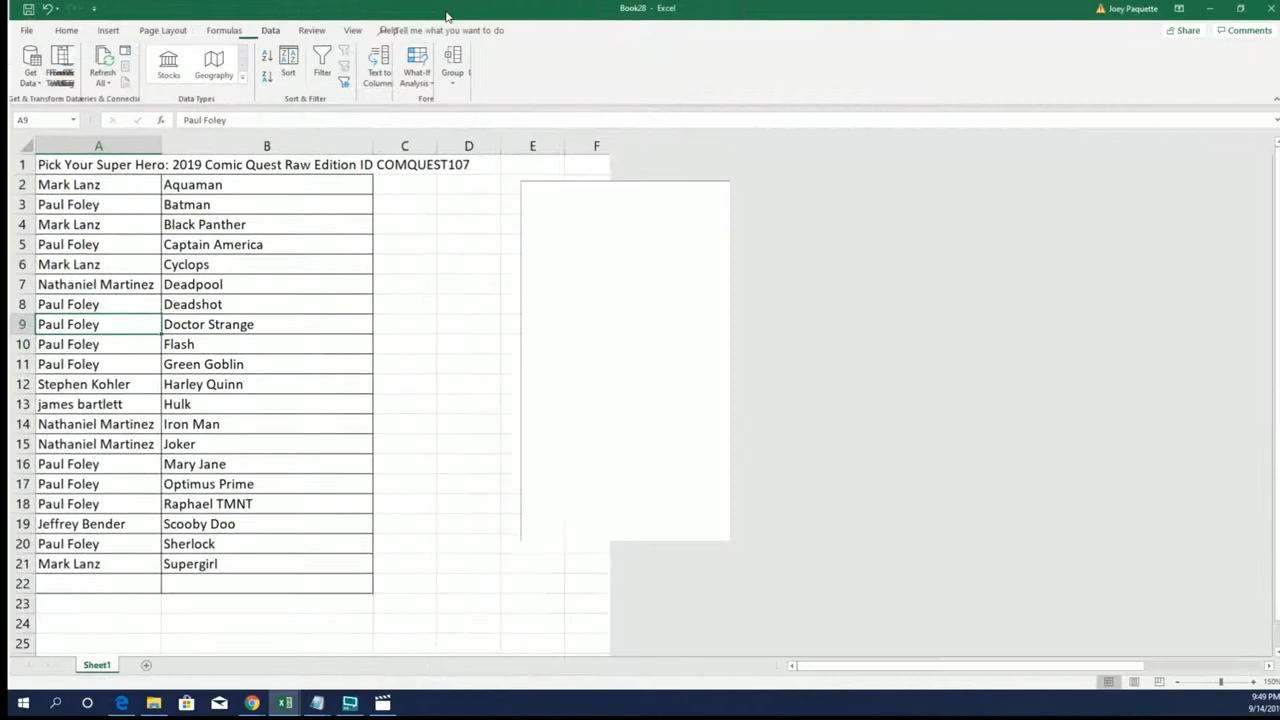 Book28 - Excel
Joey Paquette
File Home Insert Page Layout Formulas Data Review View Help Tell me what you want to do
Share Comments
Get Data
Refresh All
Stocks Geography
Sort Filter
Text to Column
What-If Analysis
Group
Data Types Sort & Filter Fore
A9 fx Paul Foley
A B C D E F
1 Pick Your Super Hero: 2019 Comic Quest Raw Edition ID COMQUEST107
2 Mark Lanz Aquaman
3 Paul Foley Batman
4 Mark Lanz Black Panther
5 Paul Foley Captain America
6 Mark Lanz Cyclops
7 Nathaniel Martinez Deadpool
8 Paul Foley Deadshot
9 Paul Foley Doctor Strange
10 Paul Foley Flash
11 Paul Foley Green Goblin
12 Stephen Kohler Harley Quinn
13 james bartlett Hulk
14 Nathaniel Martinez Iron Man
15 Nathaniel Martinez Joker
16 Paul Foley Mary Jane
17 Paul Foley Optimus Prime
18 Paul Foley Raphael TMNT
19 Jeffrey Bender Scooby Doo
20 Paul Foley Sherlock
21 Mark Lanz Supergirl
22
23
24
25
Sheet1
150%
9:49 PM
9/14/20